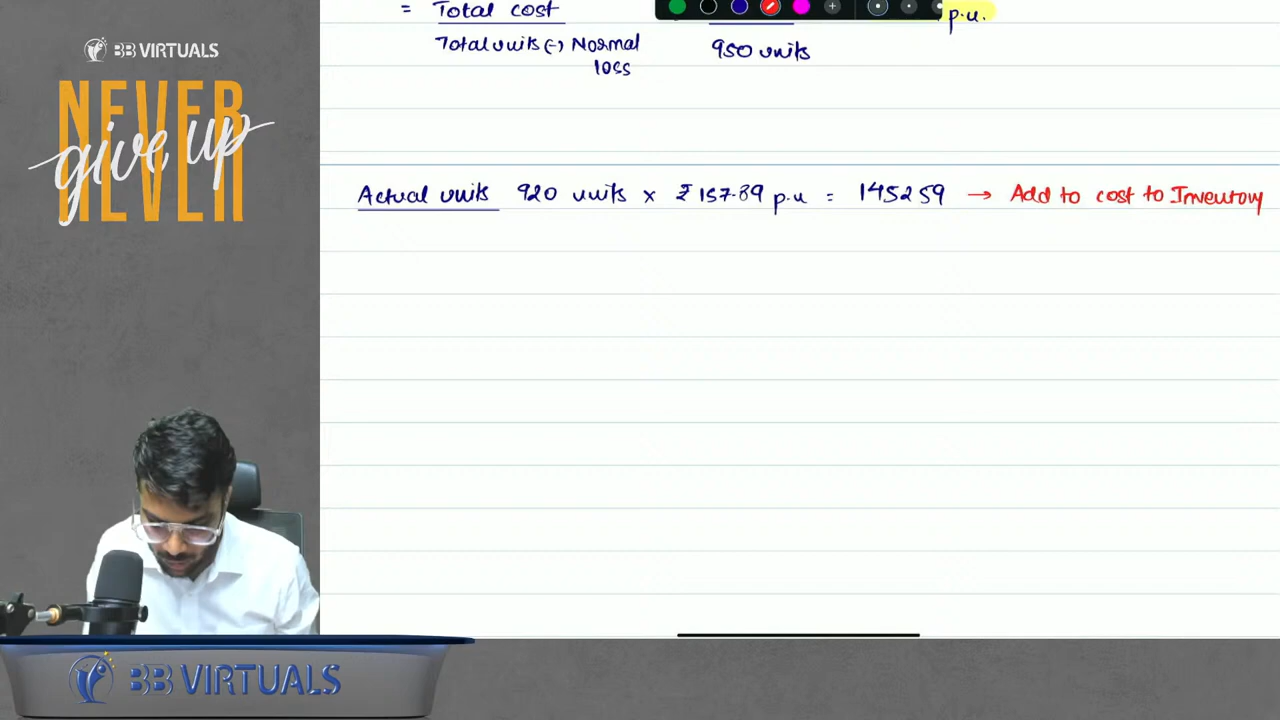 = Total cost
p.u.
Total units (-) Normal loss
950 units
BB VIRTUALS
NEVER
give up
NEVER
Actual units 920 units x ₹157.89 p.u = 145259 → Add to cost to Inventory
BB VIRTUALS